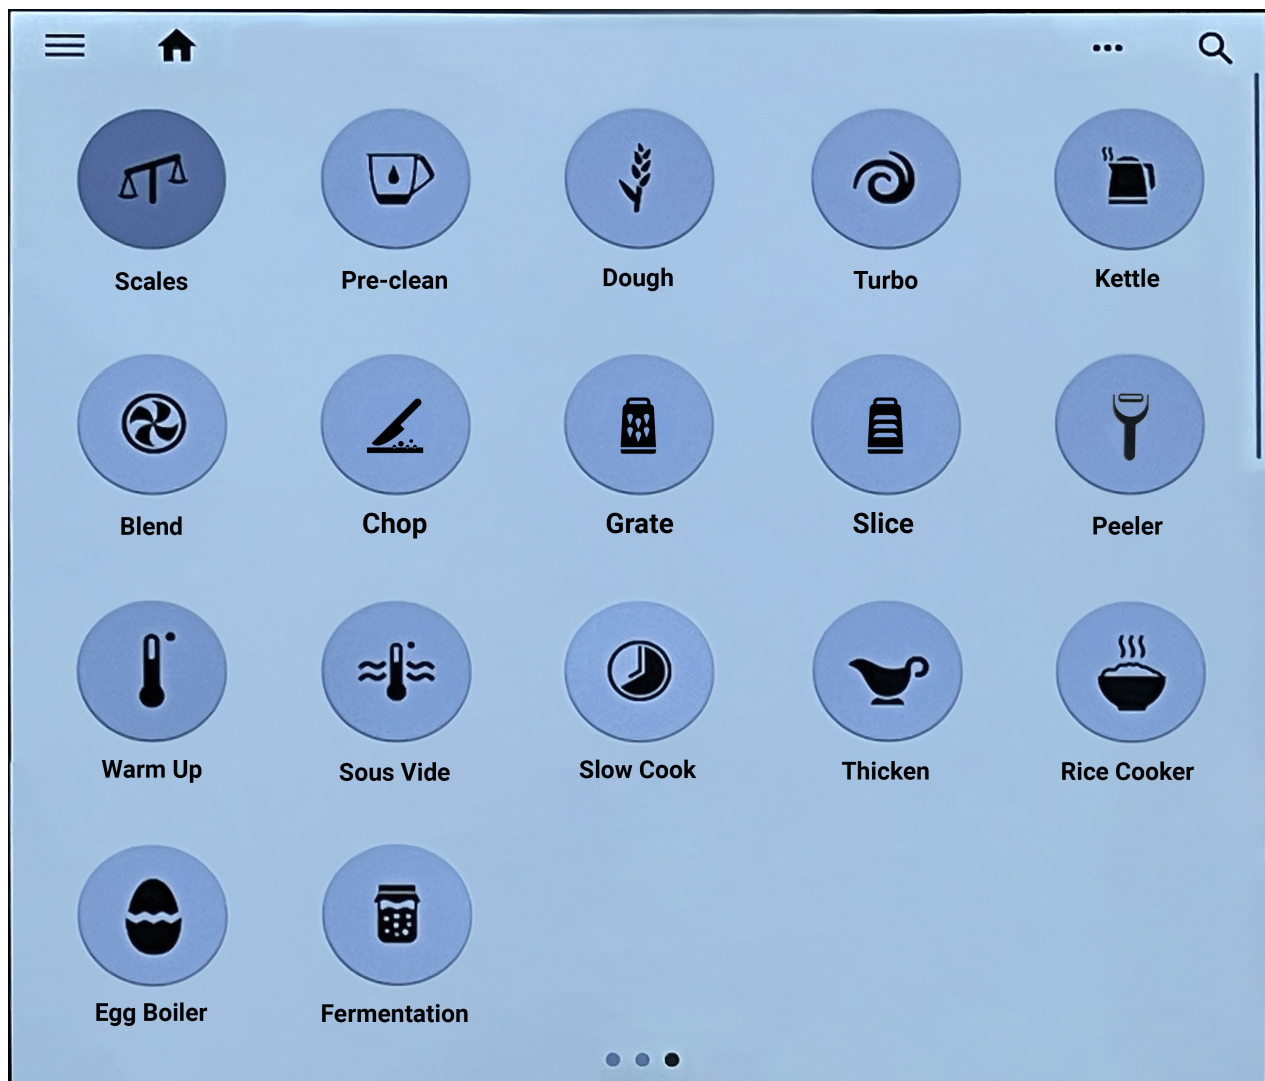 Scales
Pre-clean
Dough
Turbo
Kettle
Blend
Chop
Grate
Slice
Peeler
Warm Up
Sous Vide
Slow Cook
Thicken
Rice Cooker
Egg Boiler
Fermentation